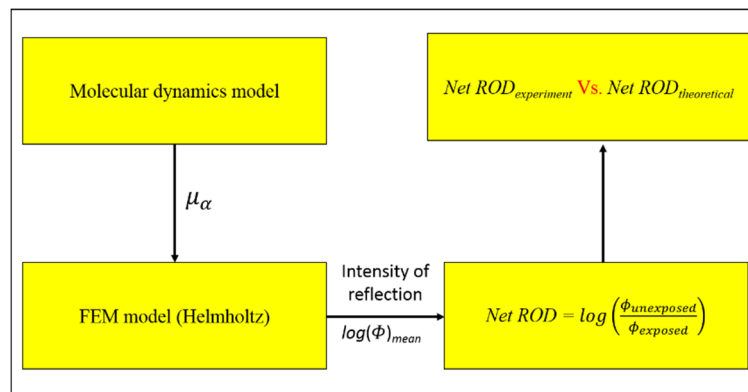 Molecular dynamics model
Net ROD_experiment Vs. Net ROD_theoretical
μ_α
FEM model (Helmholtz)
Intensity of
reflection
log(Φ)_mean
Net ROD = log(ϕ_unexposed / ϕ_exposed)